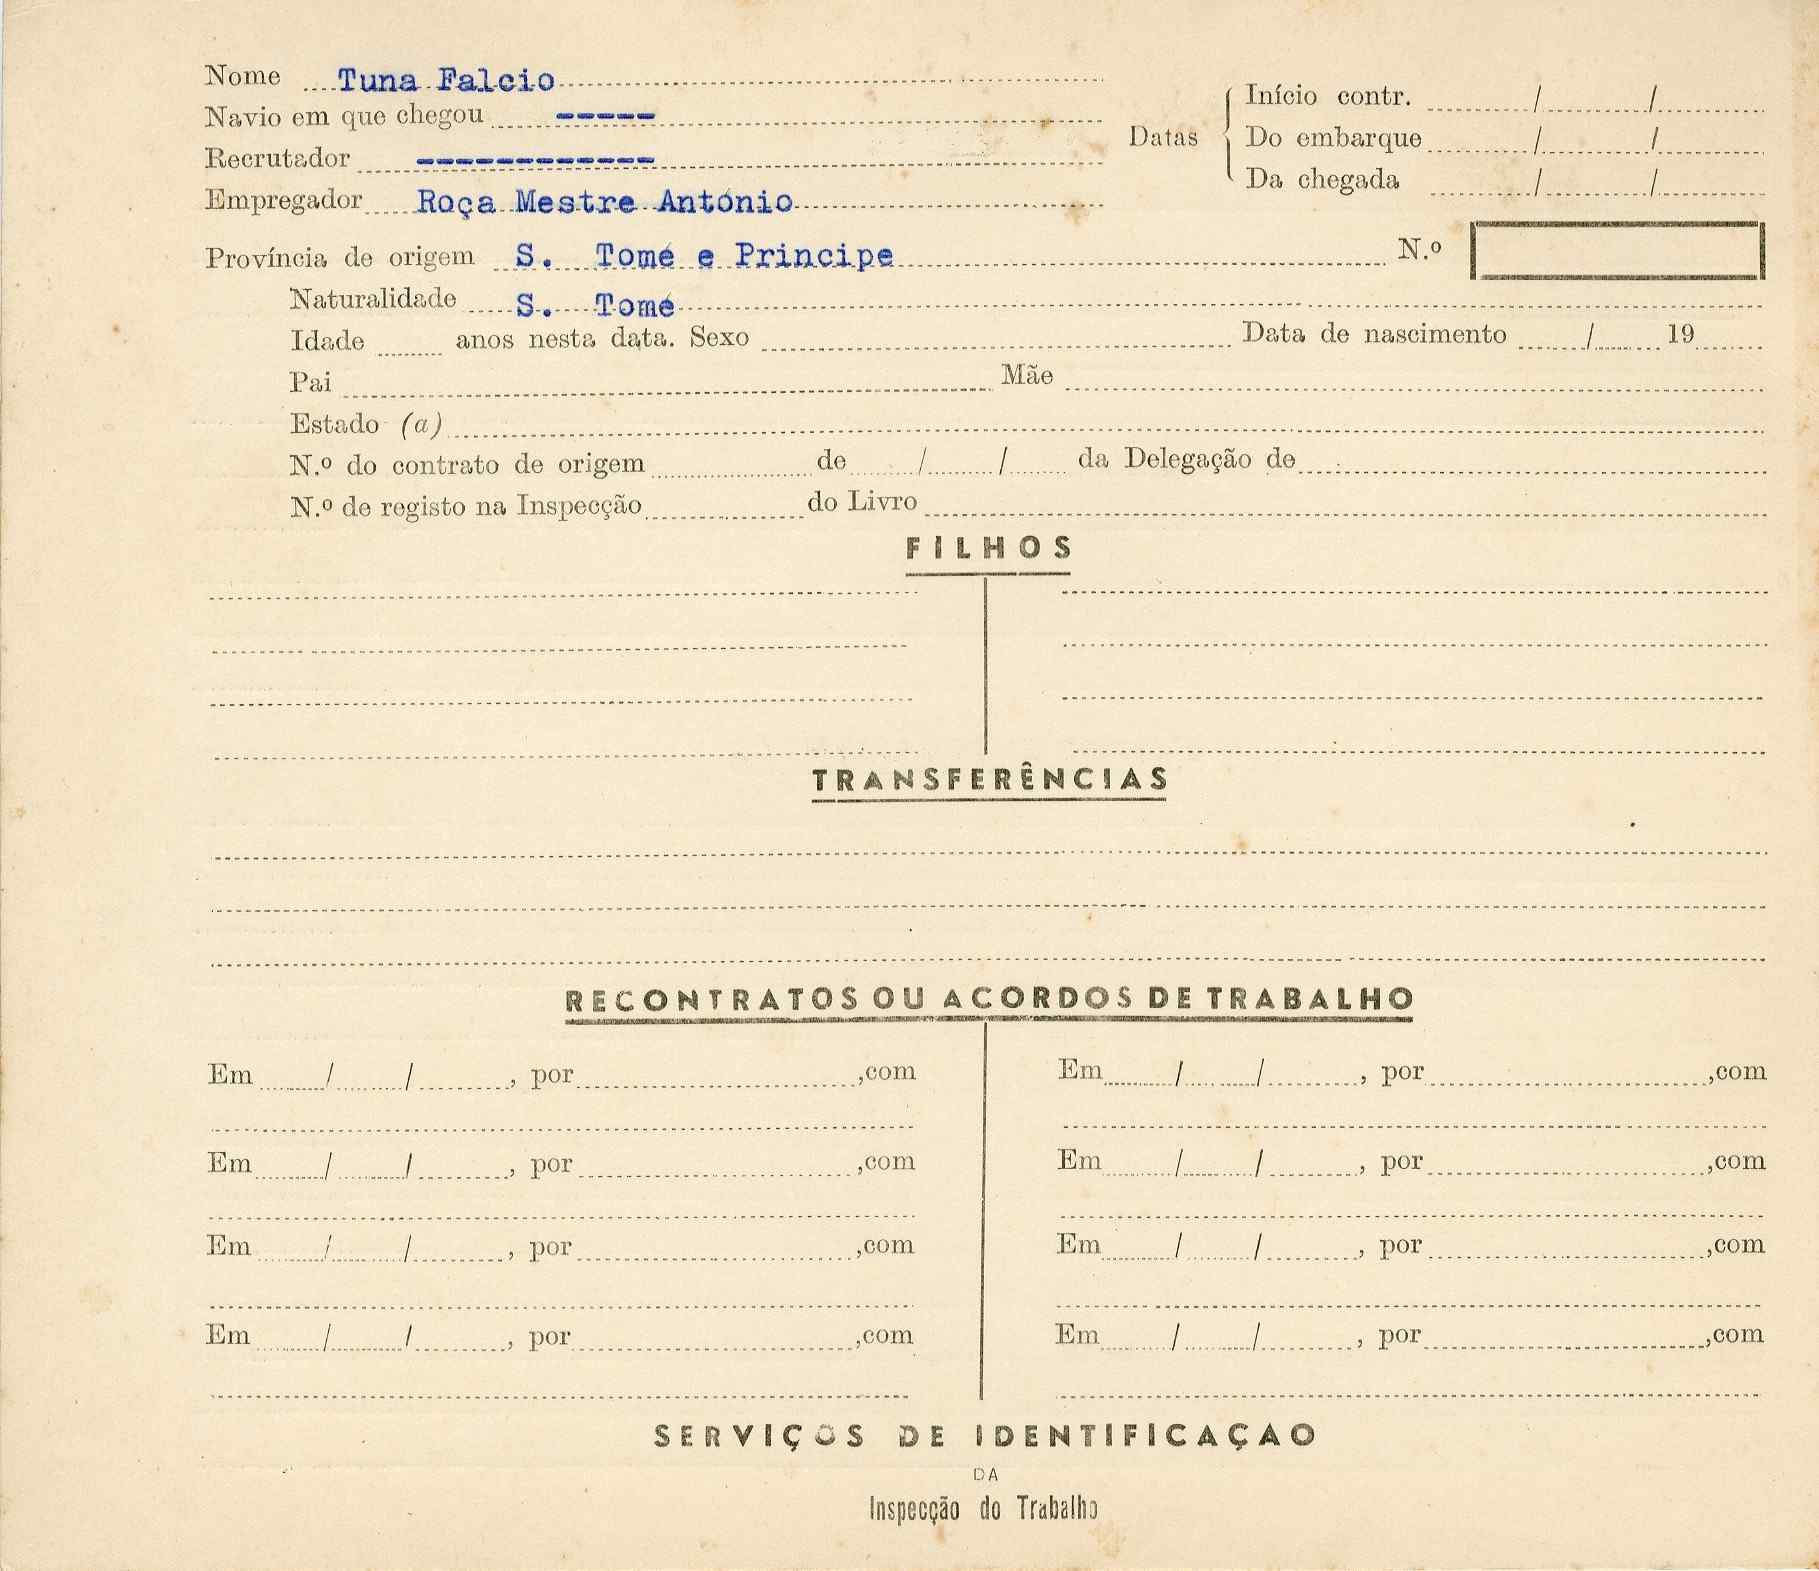 Nome Tuna Falcio
Navio em que chegou -----
Recrutador ------------
Empregador Roça Mestre António
Datas
Início contr. / /
Do embarque / /
Da chegada / /
Província de origem S. Tomé e Principe N.º
Naturalidade S. Tomé
Idade anos nesta data. Sexo Data de nascimento / 19
Pai Mãe
Estado (a)
N.º do contrato de origem de / / da Delegação de
N.º de registo na Inspecção do Livro
FILHOS
TRANSFERÊNCIAS
RECONTRATOS OU ACORDOS DE TRABALHO
Em / / , por ,com
Em / / , por ,com
Em / / , por ,com
Em / / , por ,com
Em / / , por ,com
Em / / , por ,com
Em / / , por ,com
Em / / , por ,com
SERVIÇOS DE IDENTIFICAÇAO
DA
Inspecção do Trabalho